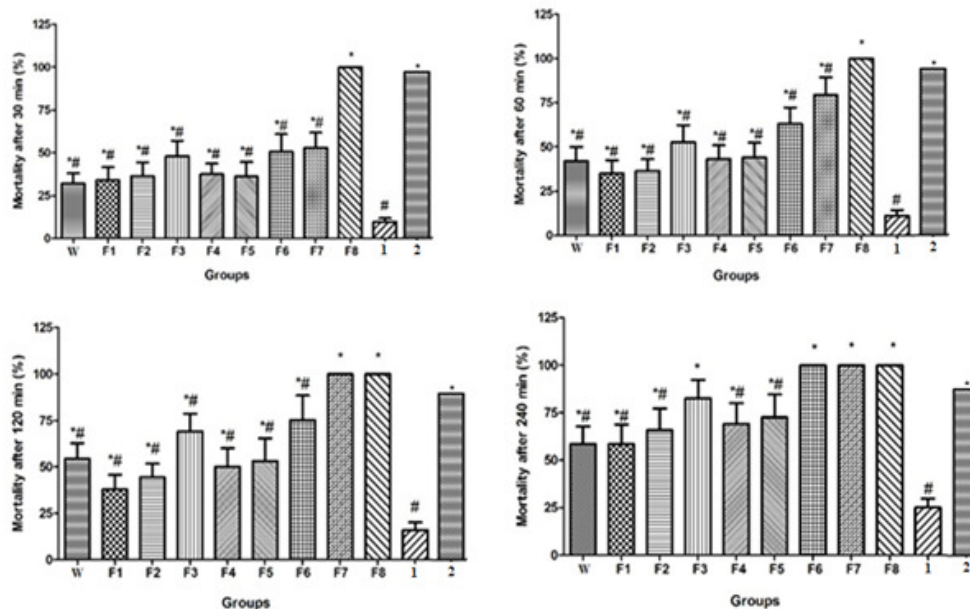 Mortality after 30 min (%)
125
100
75
50
25
0
*# *# *# *# *# *# *# *# * # *
W F1 F2 F3 F4 F5 F6 F7 F8 1 2
Groups
Mortality after 60 min (%)
125
100
75
50
25
0
*# *# *# *# *# *# *# *# * # *
W F1 F2 F3 F4 F5 F6 F7 F8 1 2
Groups
Mortality after 120 min (%)
125
100
75
50
25
0
*# *# *# *# *# *# *# * * # *
W F1 F2 F3 F4 F5 F6 F7 F8 1 2
Groups
Mortality after 240 min (%)
125
100
75
50
25
0
*# *# *# * *# *# * * * # *
W F1 F2 F3 F4 F5 F6 F7 F8 1 2
Groups